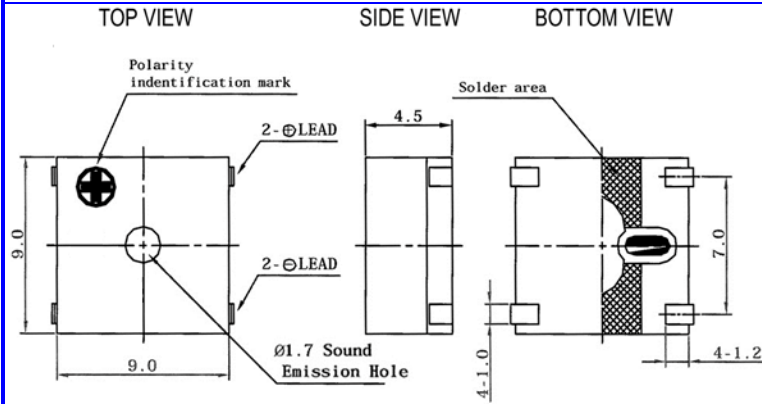 TOP VIEW
SIDE VIEW
BOTTOM VIEW
Polarity
indentification mark
Solder area
2-⊕LEAD
4.5
9.0
7.0
2-⊖LEAD
9.0
Ø1.7 Sound
Emission Hole
4-1.0
4-1.2